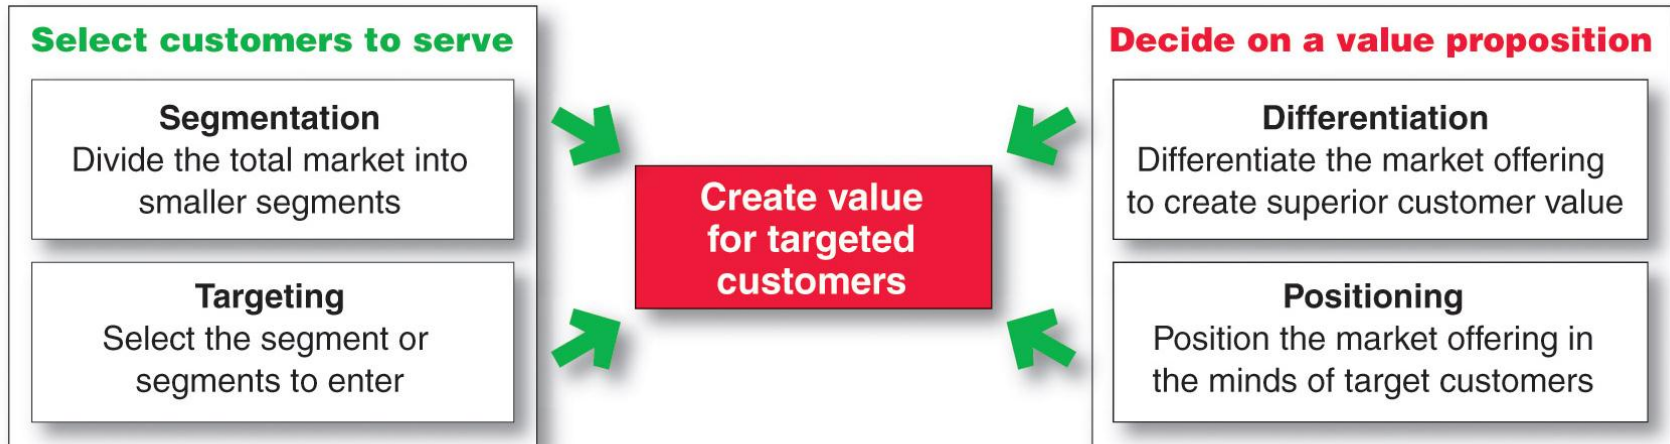 Select customers to serve
Segmentation
Divide the total market into
smaller segments
Targeting
Select the segment or
segments to enter
Create value
for targeted
customers
Decide on a value proposition
Differentiation
Differentiate the market offering
to create superior customer value
Positioning
Position the market offering in
the minds of target customers